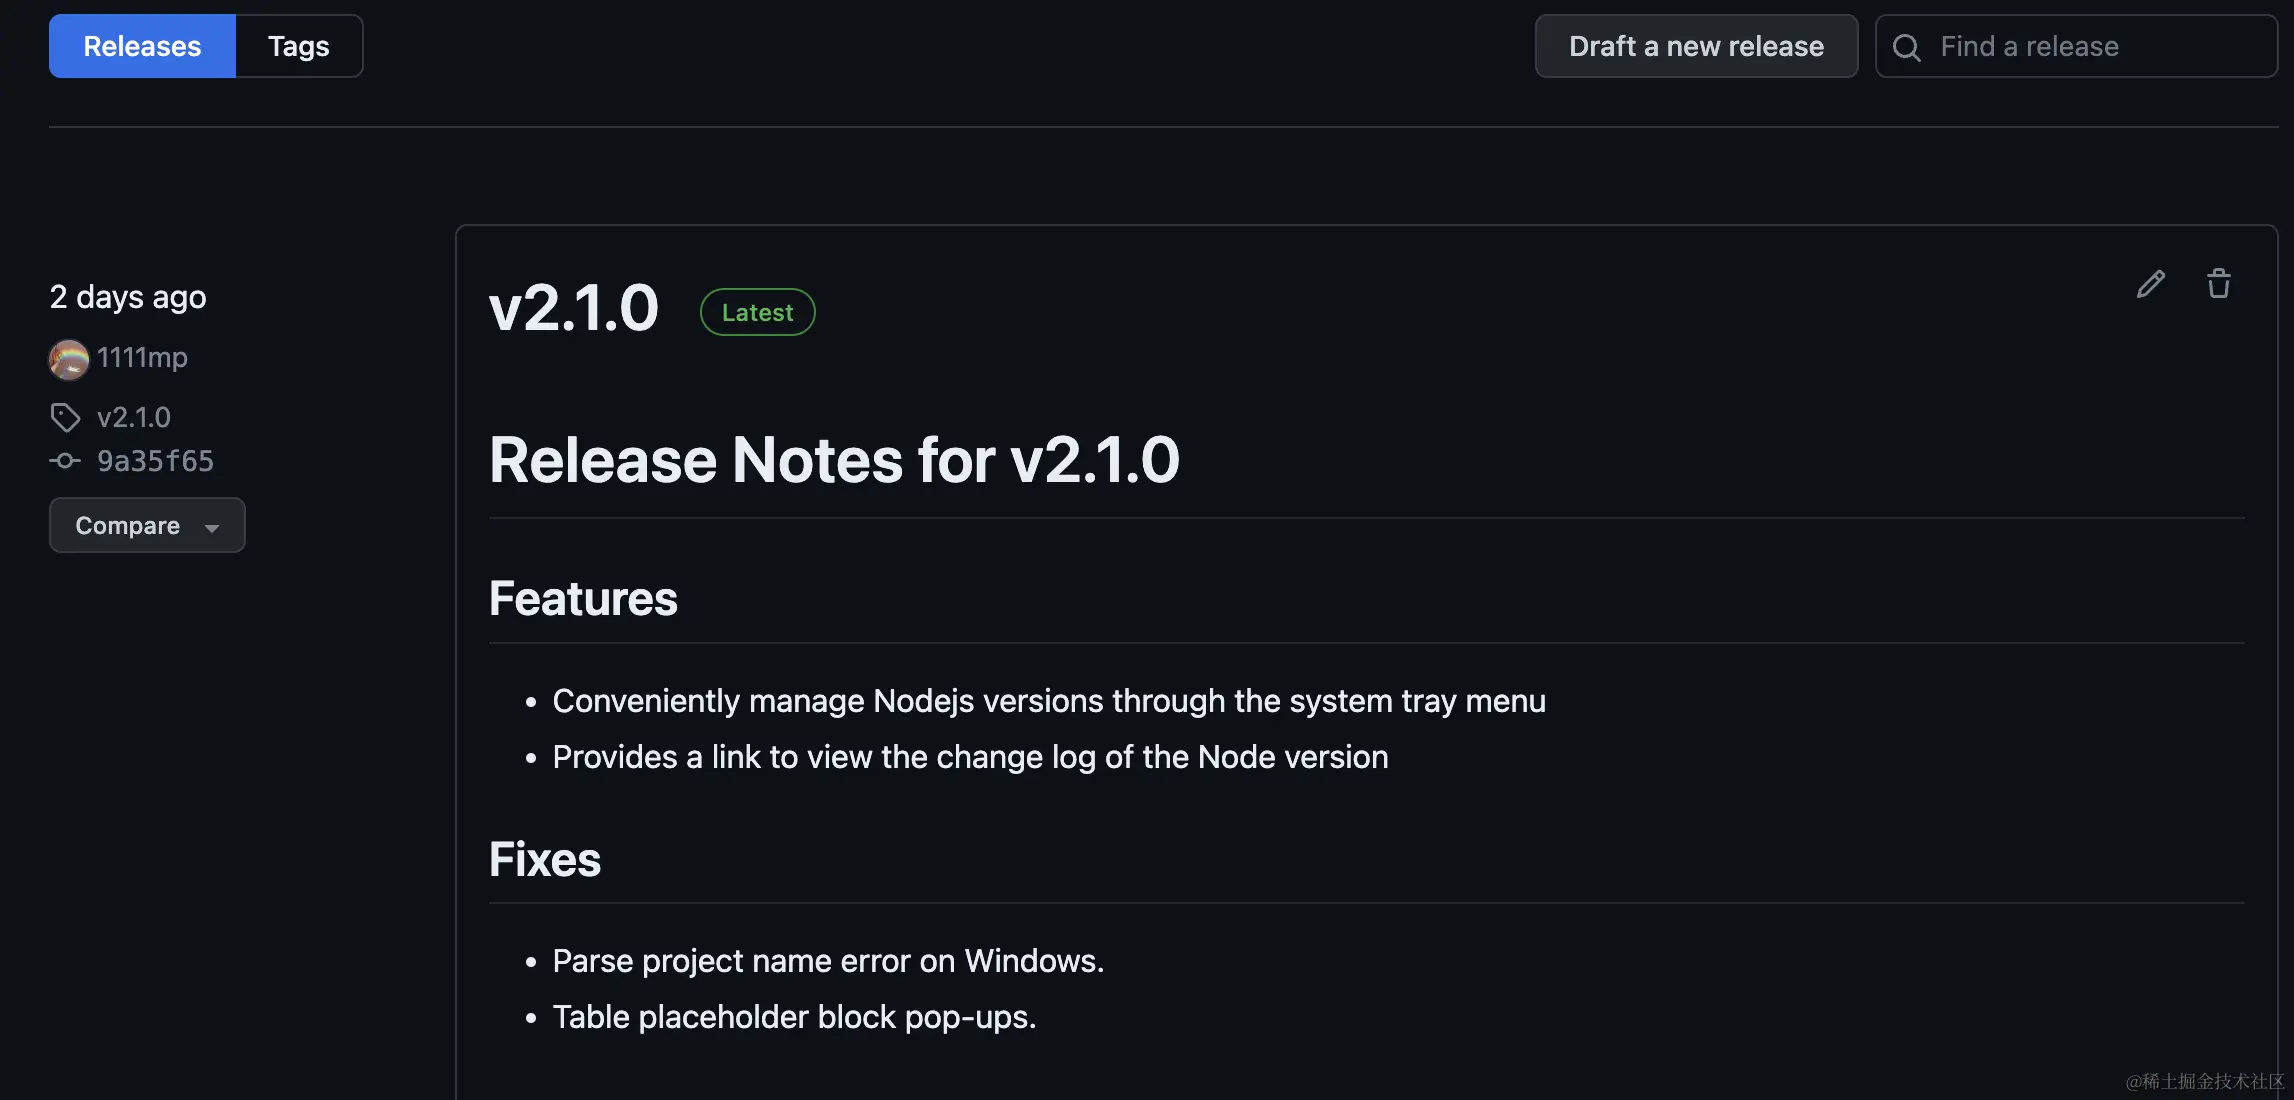 Releases
Tags
Draft a new release
Find a release
2 days ago
1111mp
v2.1.0
9a35f65
Compare
v2.1.0
Latest
Release Notes for v2.1.0
Features
Conveniently manage Nodejs versions through the system tray menu
Provides a link to view the change log of the Node version
Fixes
Parse project name error on Windows.
Table placeholder block pop-ups.
@稀土掘金技术社区